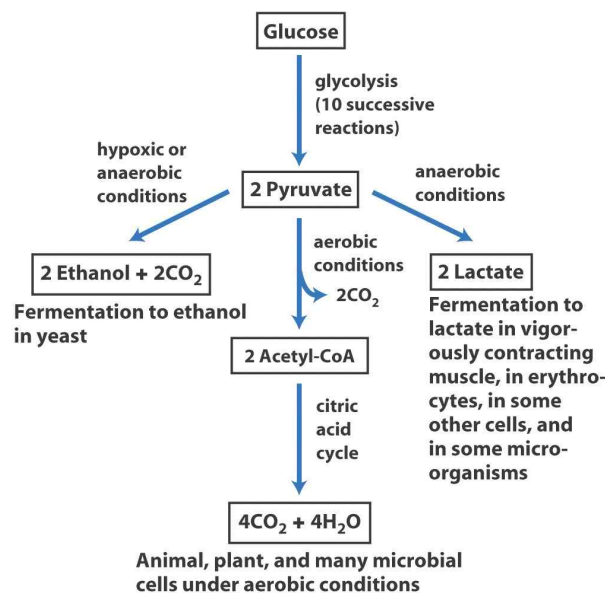 Glucose
glycolysis
(10 successive
reactions)
hypoxic or
anaerobic
conditions
2 Pyruvate
anaerobic
conditions
2 Ethanol + 2CO₂
Fermentation to ethanol
in yeast
aerobic
conditions
2CO₂
2 Lactate
Fermentation to
lactate in vigor-
ously contracting
muscle, in erythro-
cytes, in some
other cells, and
in some micro-
organisms
2 Acetyl-CoA
citric
acid
cycle
4CO₂ + 4H₂O
Animal, plant, and many microbial
cells under aerobic conditions